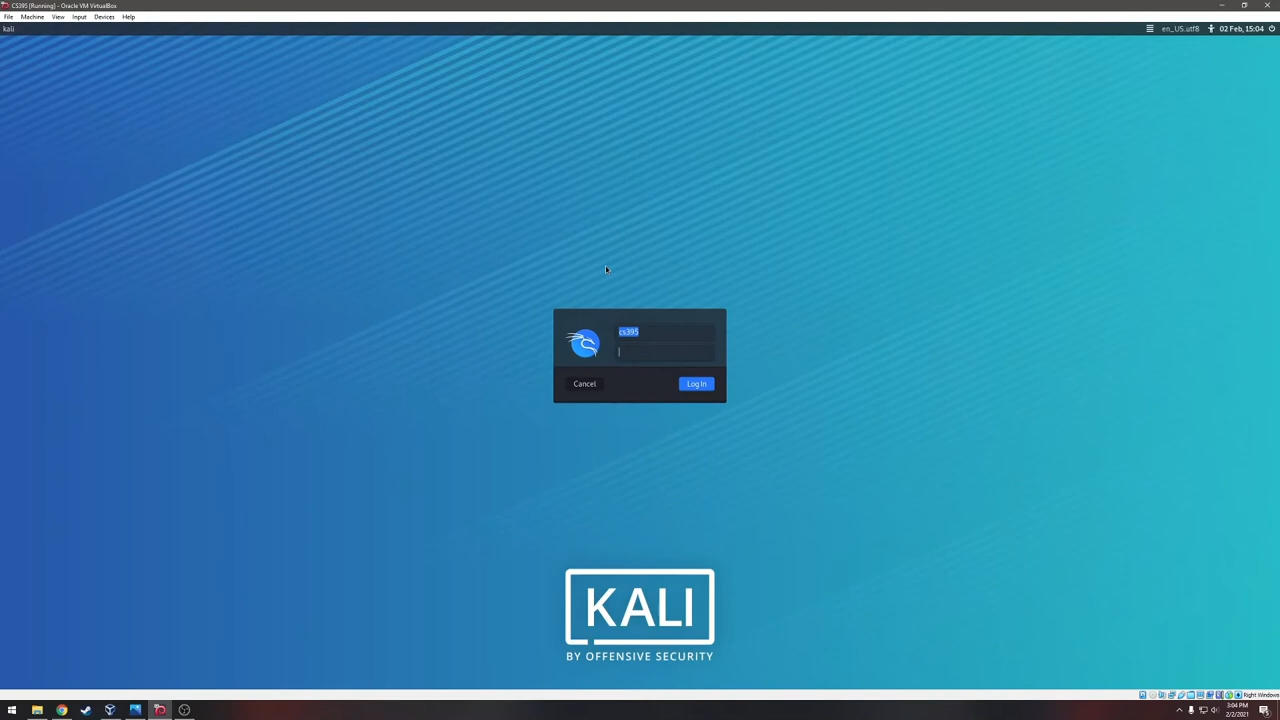 CS395 [Running] - Oracle VM VirtualBox
File Machine View Input Devices Help
kali
en_US.utf8
02 Feb, 15:04
cs395
Cancel
Log In
KALI
BY OFFENSIVE SECURITY
Right Windows
3:04 PM
2/2/2021